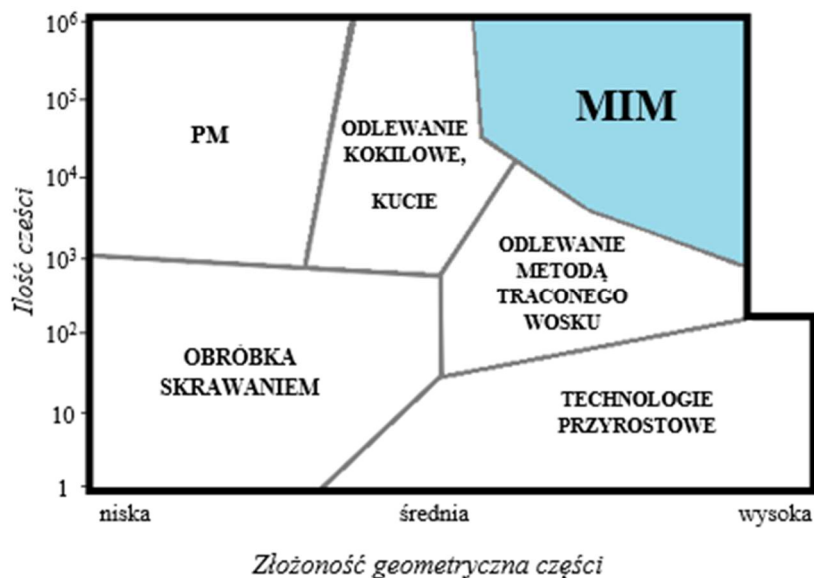 10⁶
10⁵
10⁴
10³
10²
10
1
Ilość części
PM
ODLEWANIE
KOKILOWE,
KUCIE
MIM
ODLEWANIE
METODĄ
TRACONEGO
WOSKU
OBRÓBKA
SKRAWANIEM
TECHNOLOGIE
PRZYROSTOWE
niska
średnia
wysoka
Złożoność geometryczna części